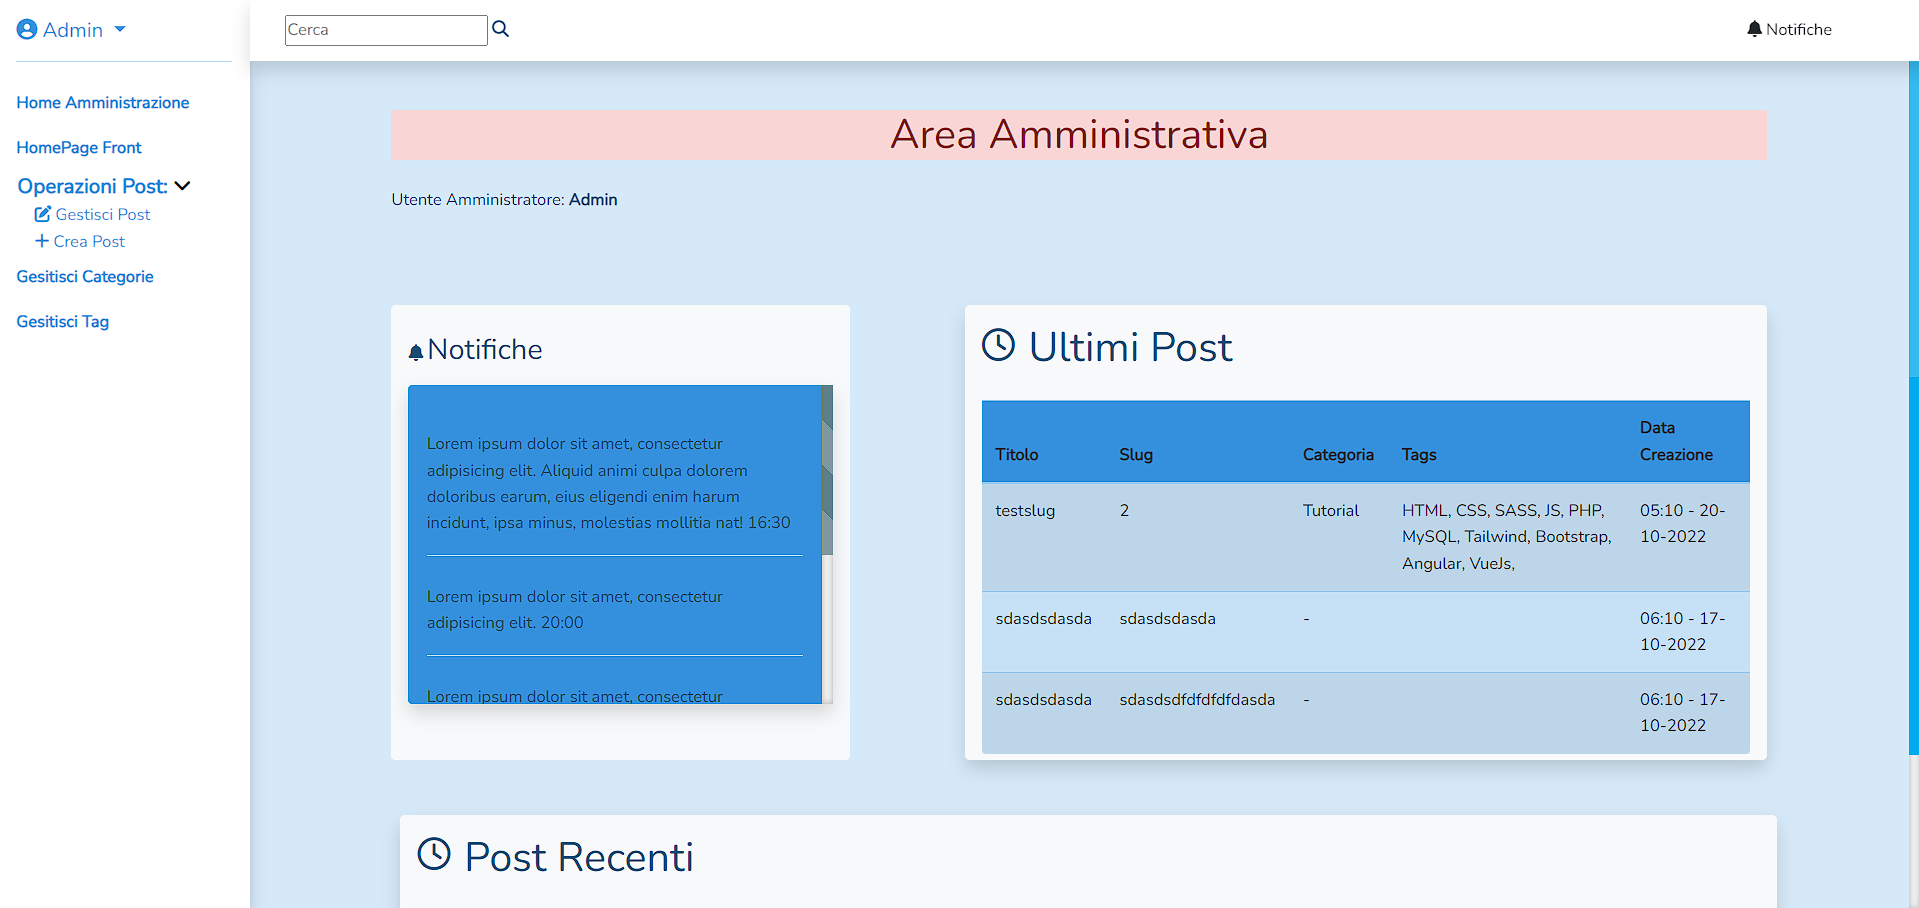 Admin
Cerca
Notifiche
Home Amministrazione
HomePage Front
Operazioni Post:
Gestisci Post
Crea Post
Gesitisci Categorie
Gesitisci Tag
Area Amministrativa
Utente Amministratore: Admin
Notifiche
Lorem ipsum dolor sit amet, consectetur
adipisicing elit. Aliquid animi culpa dolorem
doloribus earum, eius eligendi enim harum
incidunt, ipsa minus, molestias mollitia nat! 16:30
Lorem ipsum dolor sit amet, consectetur
adipisicing elit. 20:00
Lorem ipsum dolor sit amet, consectetur
Ultimi Post
Data
Titolo Slug Categoria Tags Creazione
testslug 2 Tutorial HTML, CSS, SASS, JS, PHP, 05:10 - 20-
MySQL, Tailwind, Bootstrap, 10-2022
Angular, VueJs,
sdasdsdasda sdasdsdasda - 06:10 - 17-
10-2022
sdasdsdasda sdasdsdfdfdfdfdasda - 06:10 - 17-
10-2022
Post Recenti